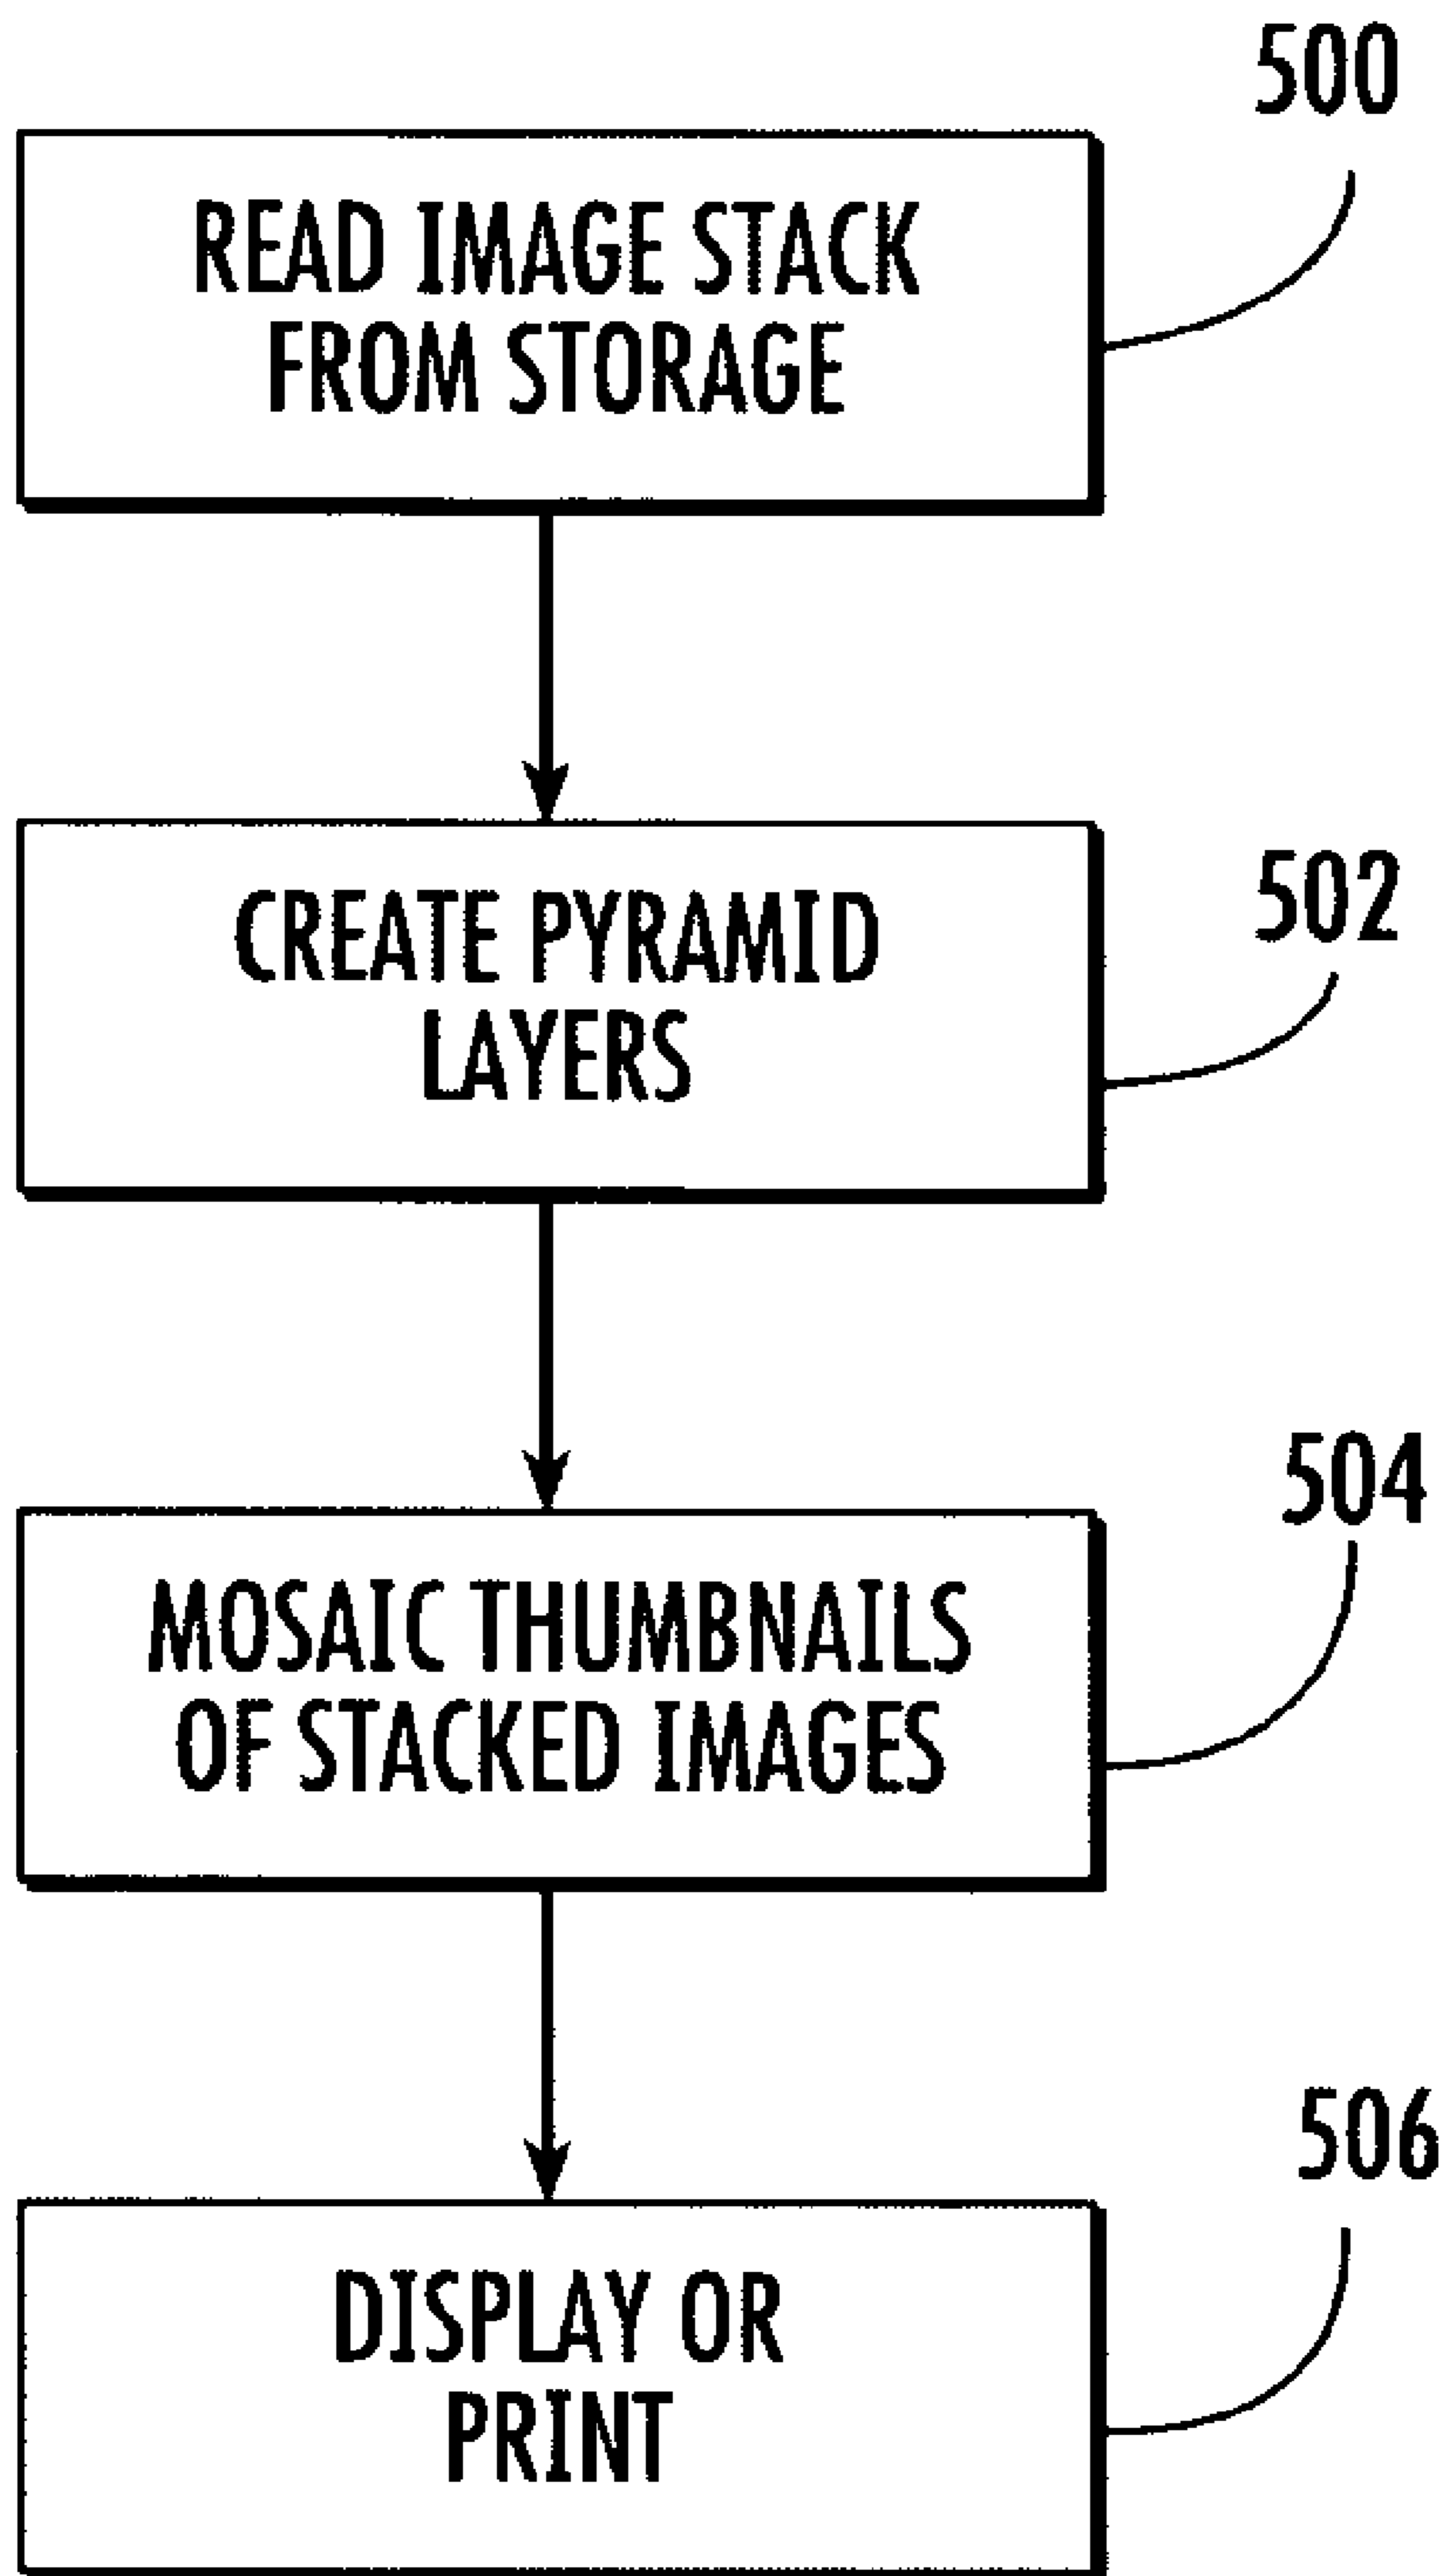 500
READ IMAGE STACK
FROM STORAGE
502
CREATE PYRAMID
LAYERS
504
MOSAIC THUMBNAILS
OF STACKED IMAGES
506
DISPLAY OR
PRINT